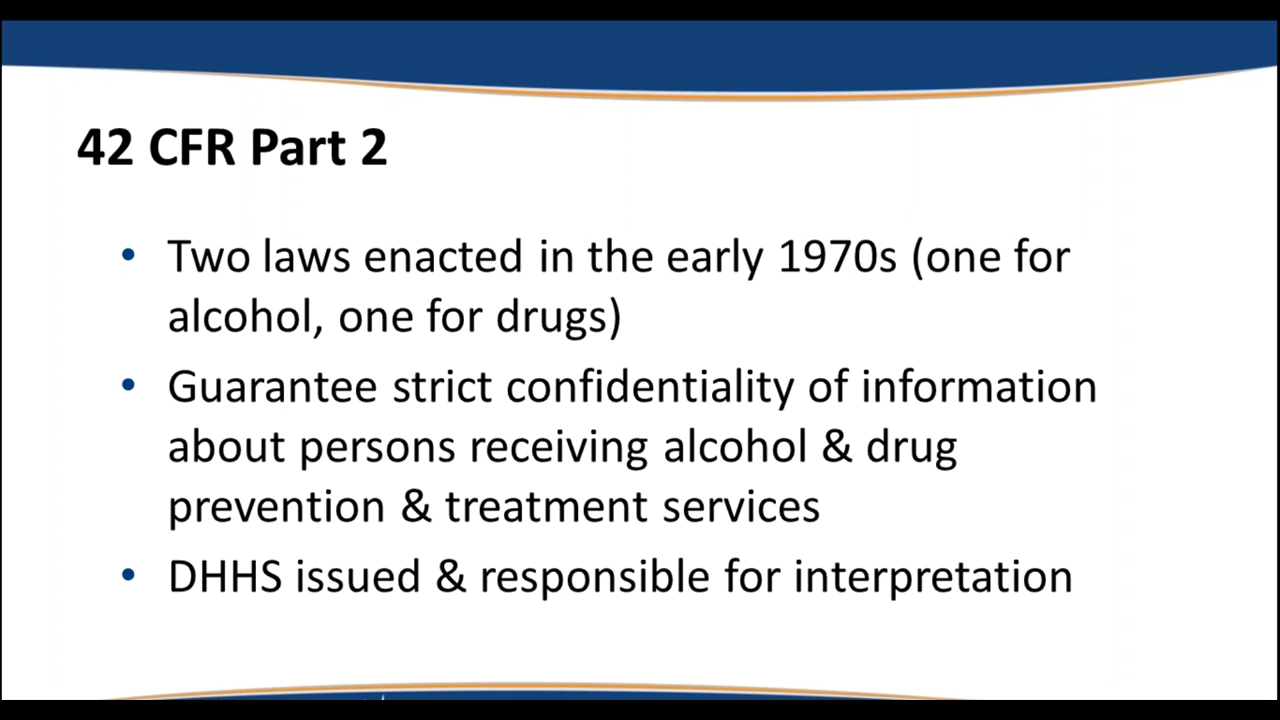 42 CFR Part 2
• Two laws enacted in the early 1970s (one for
alcohol, one for drugs)
• Guarantee strict confidentiality of information
about persons receiving alcohol & drug
prevention & treatment services
• DHHS issued & responsible for interpretation